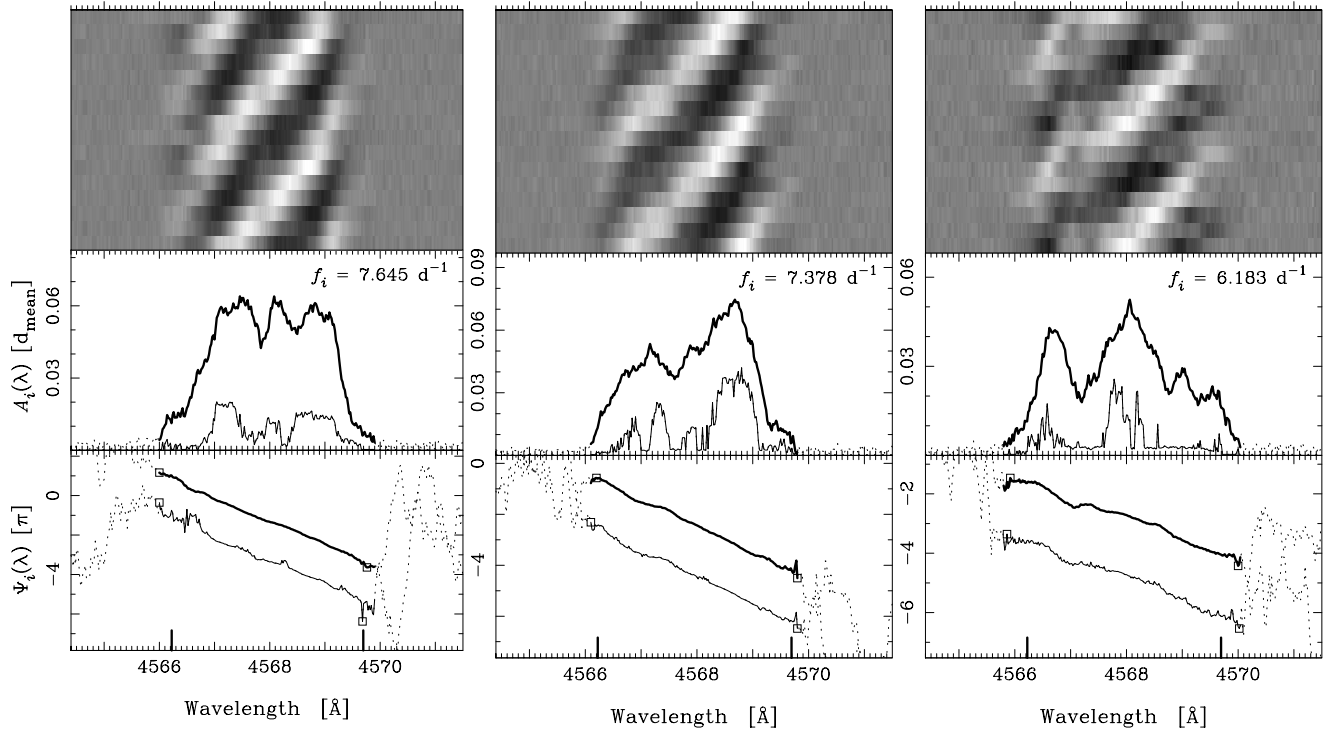 f_i = 7.645 d⁻¹
f_i = 7.378 d⁻¹
f_i = 6.183 d⁻¹
A_i(λ) [d_mean]
0.06
0.03
0.09
0.06
0.03
0.06
0.03
Ψ_i(λ) [π]
0
−4
0
−4
−2
−4
−6
4566 4568 4570
4566 4568 4570
4566 4568 4570
Wavelength [Å]
Wavelength [Å]
Wavelength [Å]